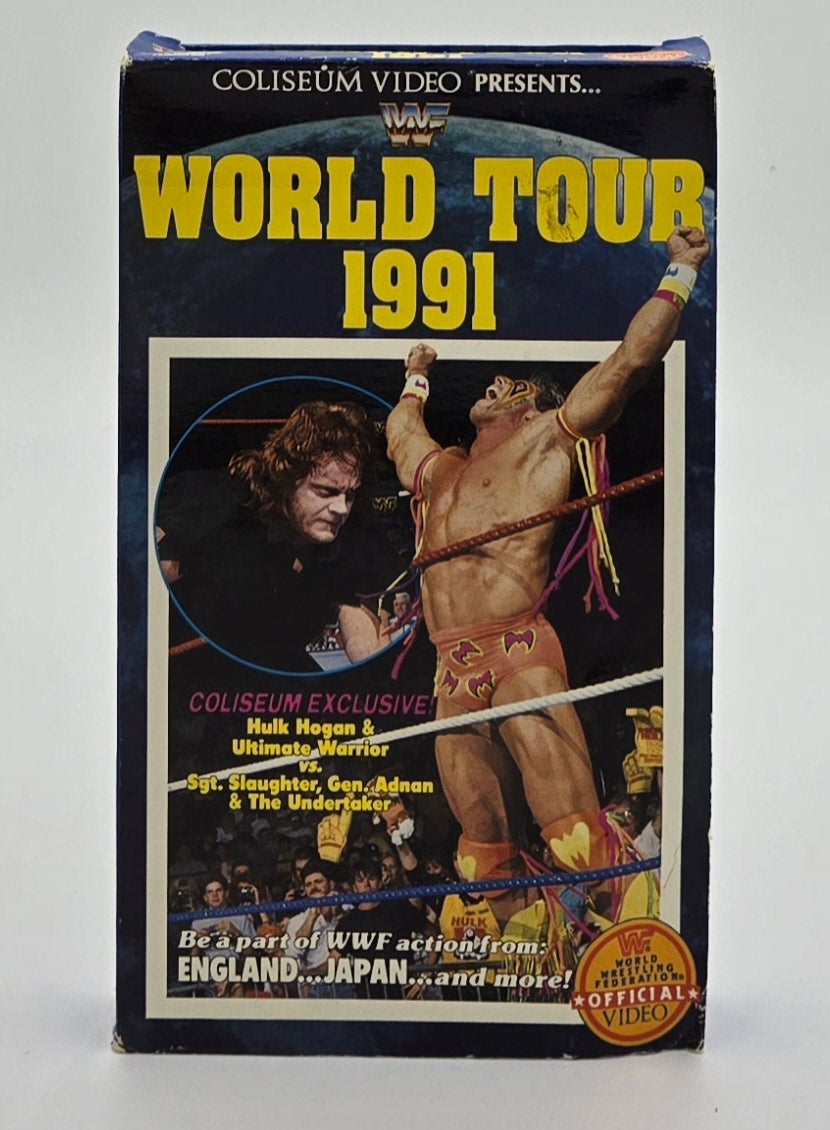 COLISEUM VIDEO PRESENTS...
WWF
WORLD TOUR
1991
COLISEUM EXCLUSIVE!
Hulk Hogan &
Ultimate Warrior
vs.
Sgt. Slaughter, Gen. Adnan
& The Undertaker
Be a part of WWF action from:
ENGLAND...JAPAN...and more!
HULK
WF
WORLD
WRESTLING
FEDERATION®
★OFFICIAL★
VIDEO